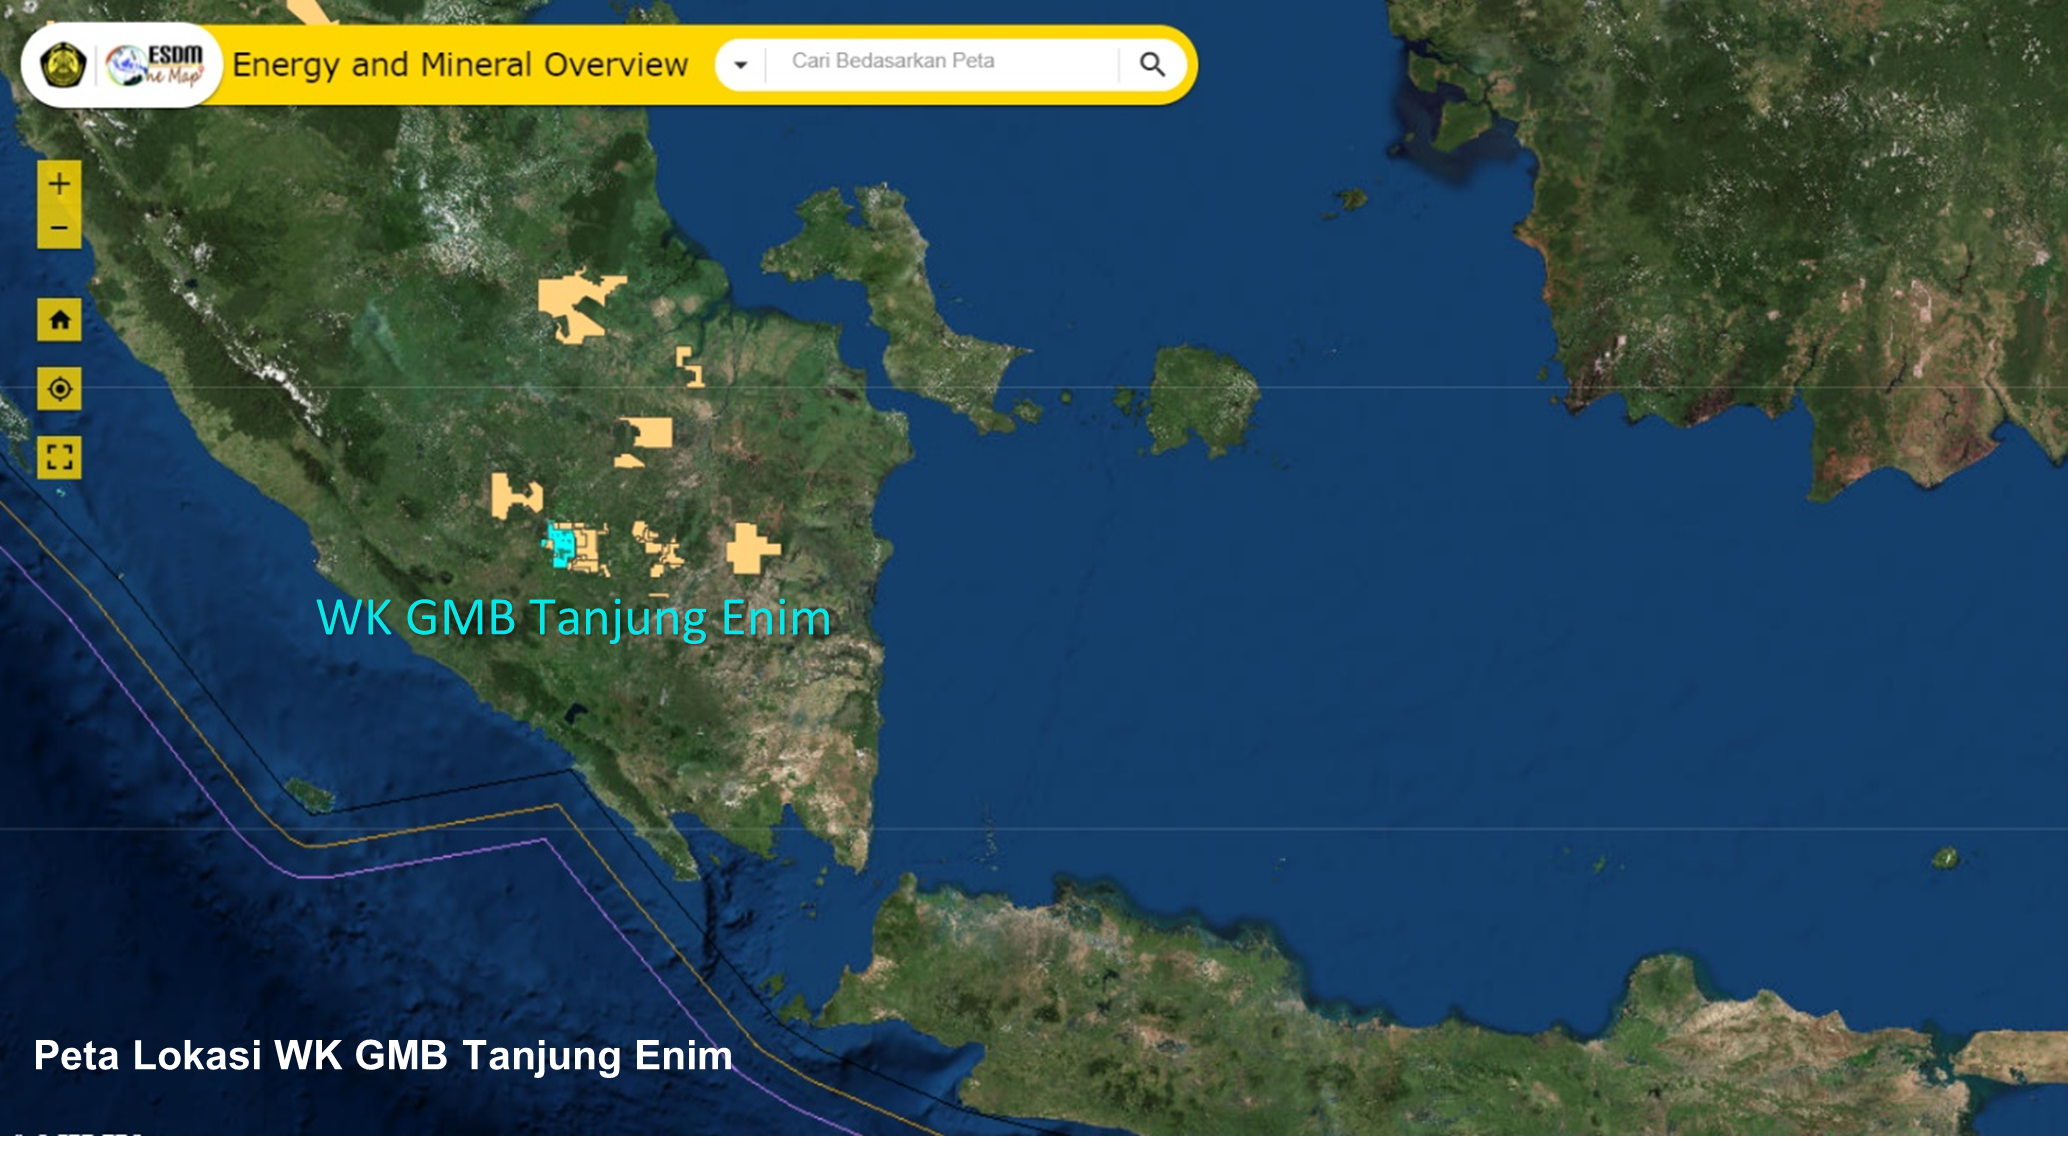 ESDM
One Map
Energy and Mineral Overview
Cari Bedasarkan Peta
+
−
WK GMB Tanjung Enim
Peta Lokasi WK GMB Tanjung Enim